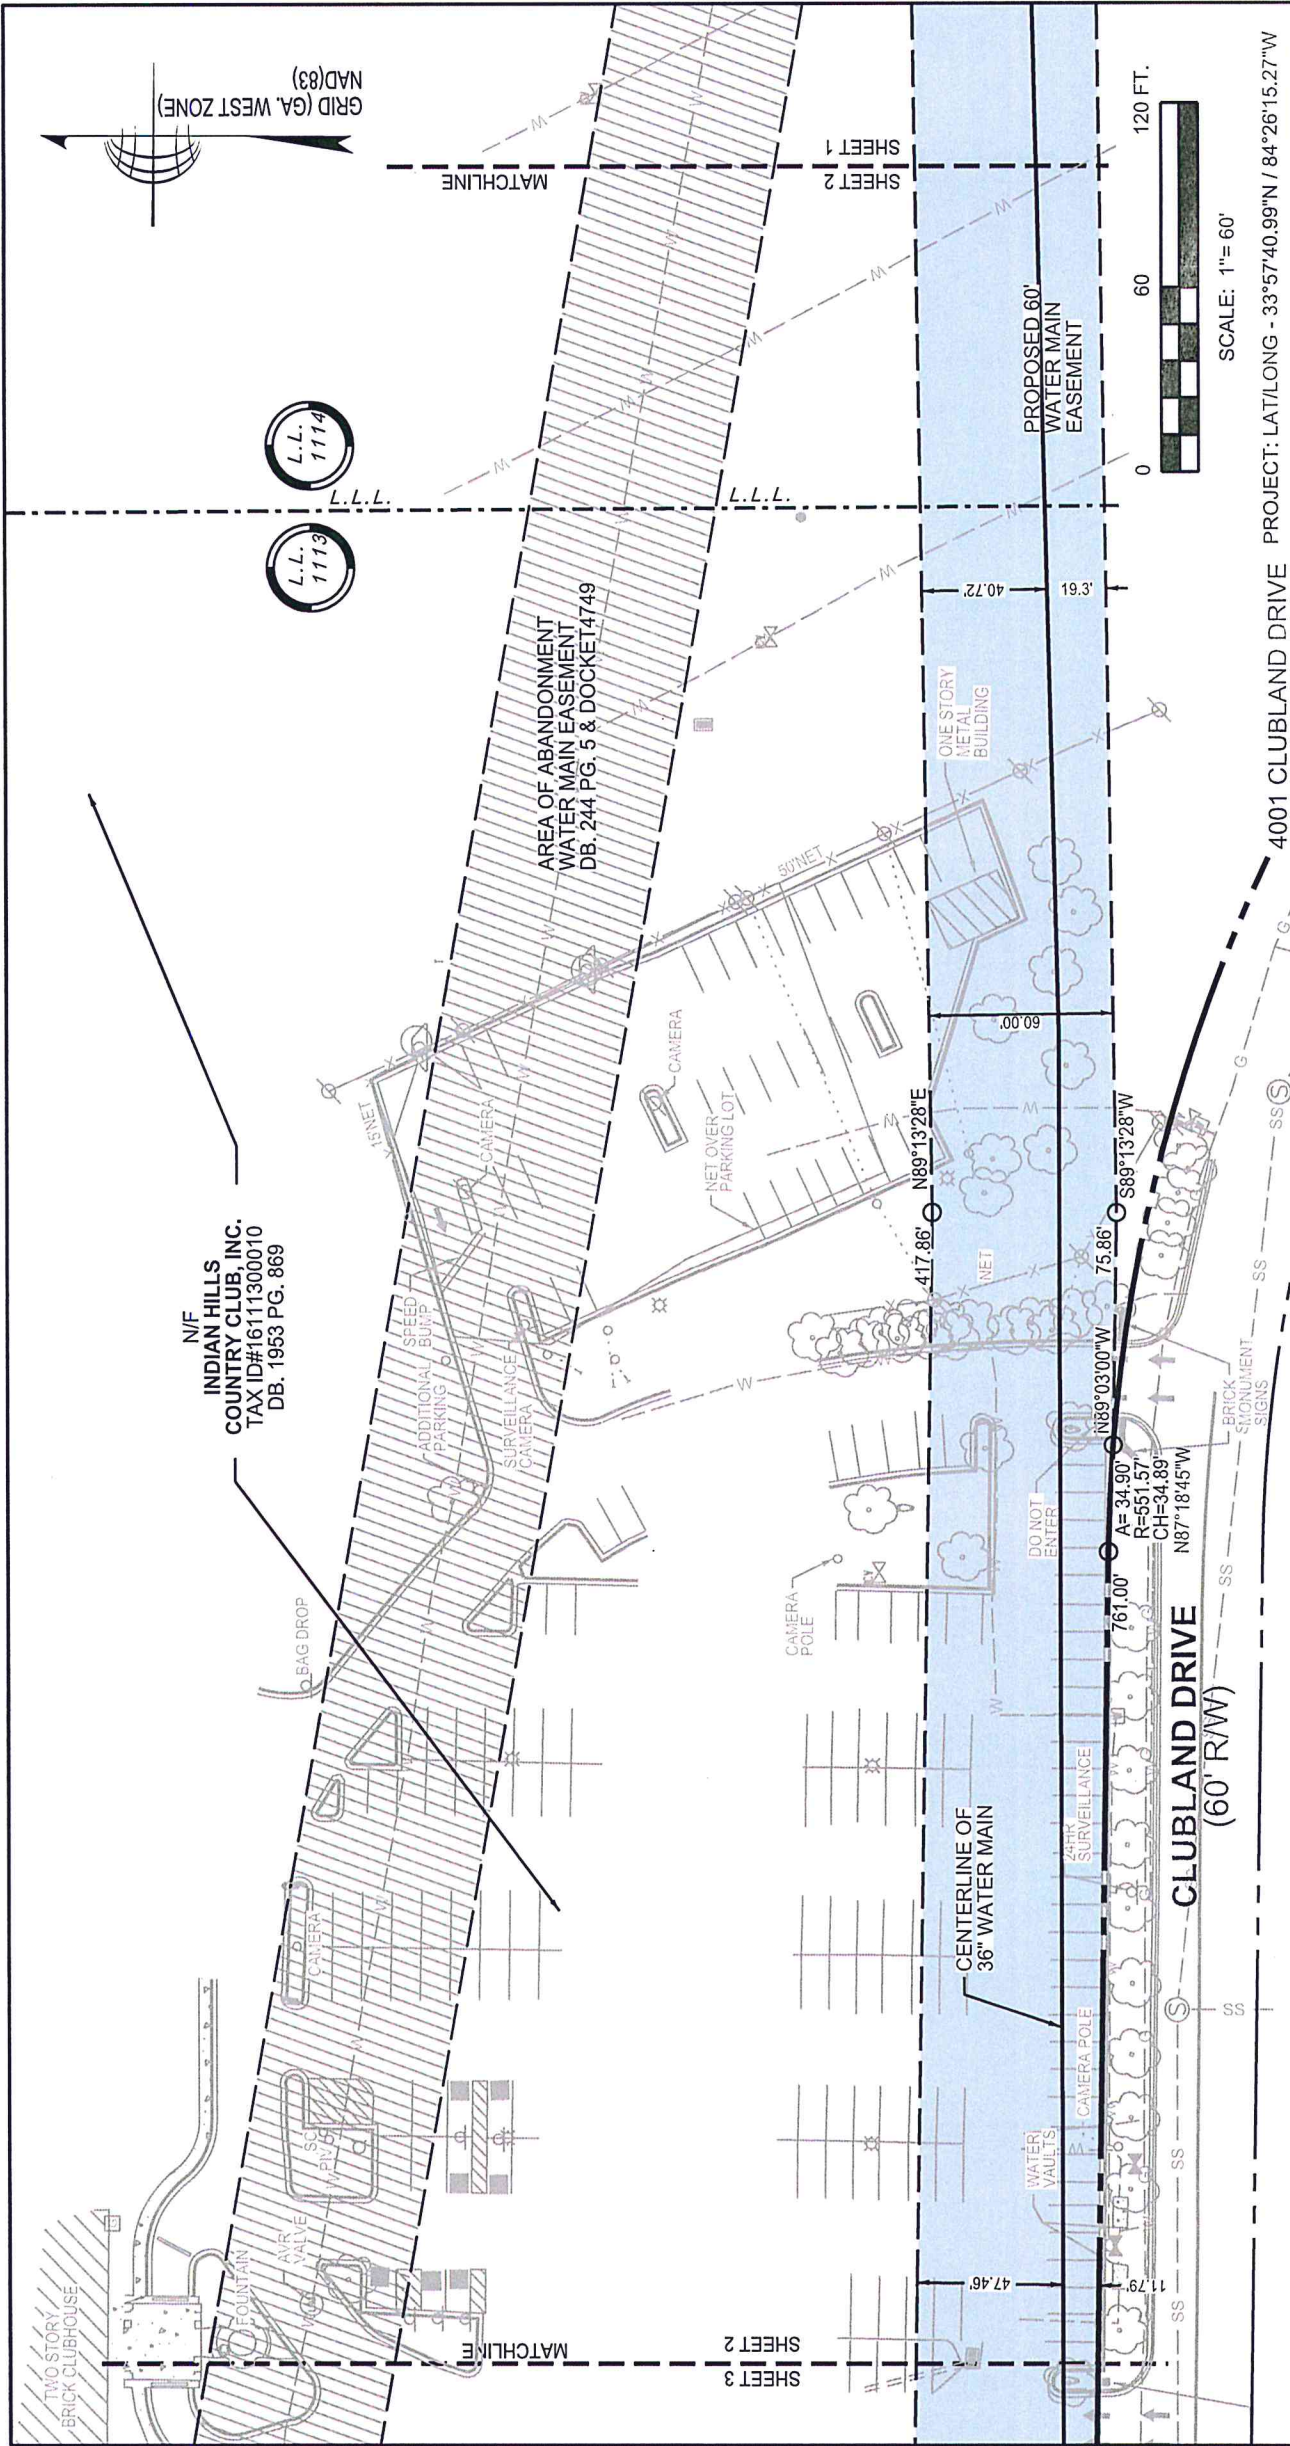 GRID (GA. WEST ZONE)
NAD(83)
MATCHLINE
SHEET 1
SHEET 2
L.L.
1114
L.L.
1113
L.L.L.L.
L.L.L.L.
N/F
INDIAN HILLS
COUNTRY CLUB, INC.
TAX ID#16111300010
DB. 1953 PG. 869
AREA OF ABANDONMENT
WATER MAIN EASEMENT
DB. 244 PG. 5 & DOCKET4749
PROPOSED 60'
WATER MAIN
EASEMENT
0
60
120 FT.
SCALE: 1"= 60'
4001 CLUBLAND DRIVE
PROJECT: LAT/LONG - 33°57'40.99"N / 84°26'15.27"W
40.72'
19.3'
ONE STORY
METAL
BUILDING
50'NET
15'NET
CAMERA
CAMERA
NET OVER
PARKING LOT
60.00'
417.86'
N89°13'28"E
75.86'
S89°13'28"W
NET
N89°03'00"W
A= 34.90'
R=551.57'
CH=34.89'
N87°18'45"W
761.00'
BRICK
MONUMENT
SIGNS
DO NOT
ENTER
ADDITIONAL
PARKING
SPEED
BUMP
SURVEILLANCE
CAMERA
BAG DROP
CAMERA
POLE
CENTERLINE OF
36" WATER MAIN
24HR
SURVEILLANCE
CLUBLAND DRIVE
(60' R/W)
CAMERA
CAMERA POLE
WATER
VAULTS
47.46'
11.79'
FOUNTAIN
VALVE
TWO STORY
BRICK CLUBHOUSE
MATCHLINE
SHEET 2
SHEET 3